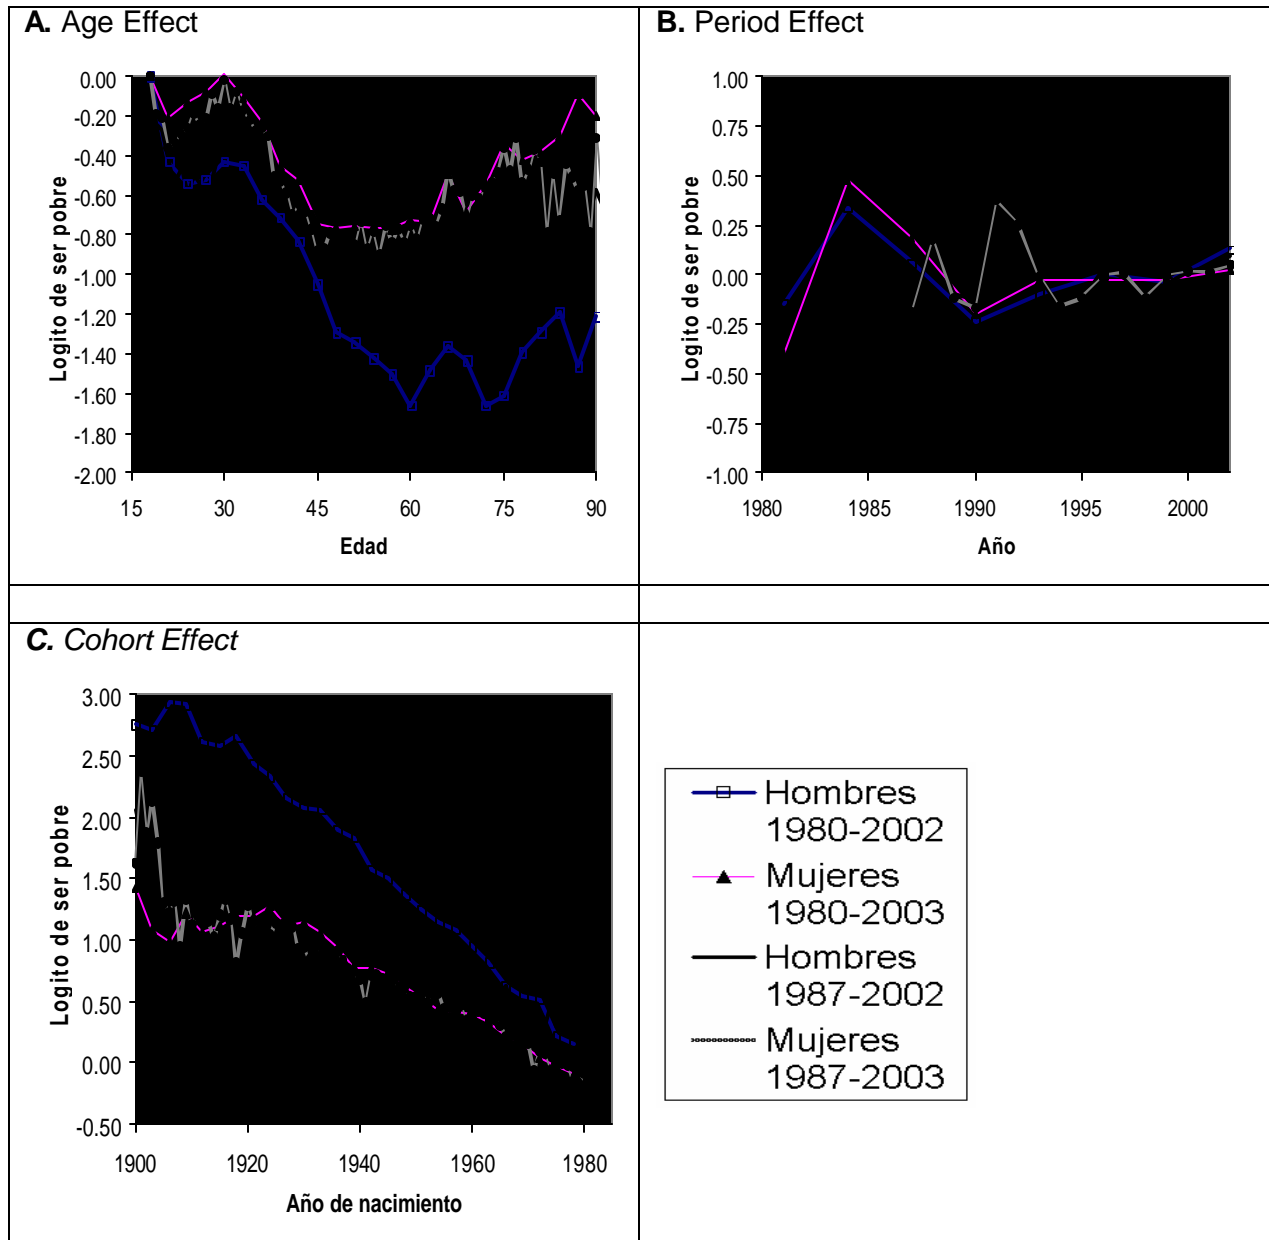 A. Age Effect
0.00
-0.20
-0.40
-0.60
-0.80
-1.00
-1.20
-1.40
-1.60
-1.80
-2.00
Logito de ser pobre
15 30 45 60 75 90
Edad
B. Period Effect
1.00
0.75
0.50
0.25
0.00
-0.25
-0.50
-0.75
-1.00
Logito de ser pobre
1980 1985 1990 1995 2000
Año
C. Cohort Effect
3.00
2.50
2.00
1.50
1.00
0.50
0.00
-0.50
Logito de ser pobre
1900 1920 1940 1960 1980
Año de nacimiento
Hombres
1980-2002
Mujeres
1980-2003
Hombres
1987-2002
Mujeres
1987-2003